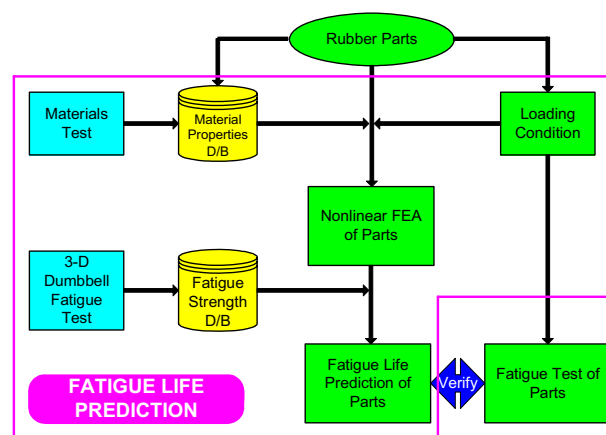 Rubber Parts
Materials
Test
Material
Properties
D/B
Loading
Condition
Nonlinear FEA
of Parts
3-D
Dumbbell
Fatigue
Test
Fatigue
Strength
D/B
Fatigue Life
Prediction of
Parts
Verify
Fatigue Test of
Parts
FATIGUE LIFE
PREDICTION